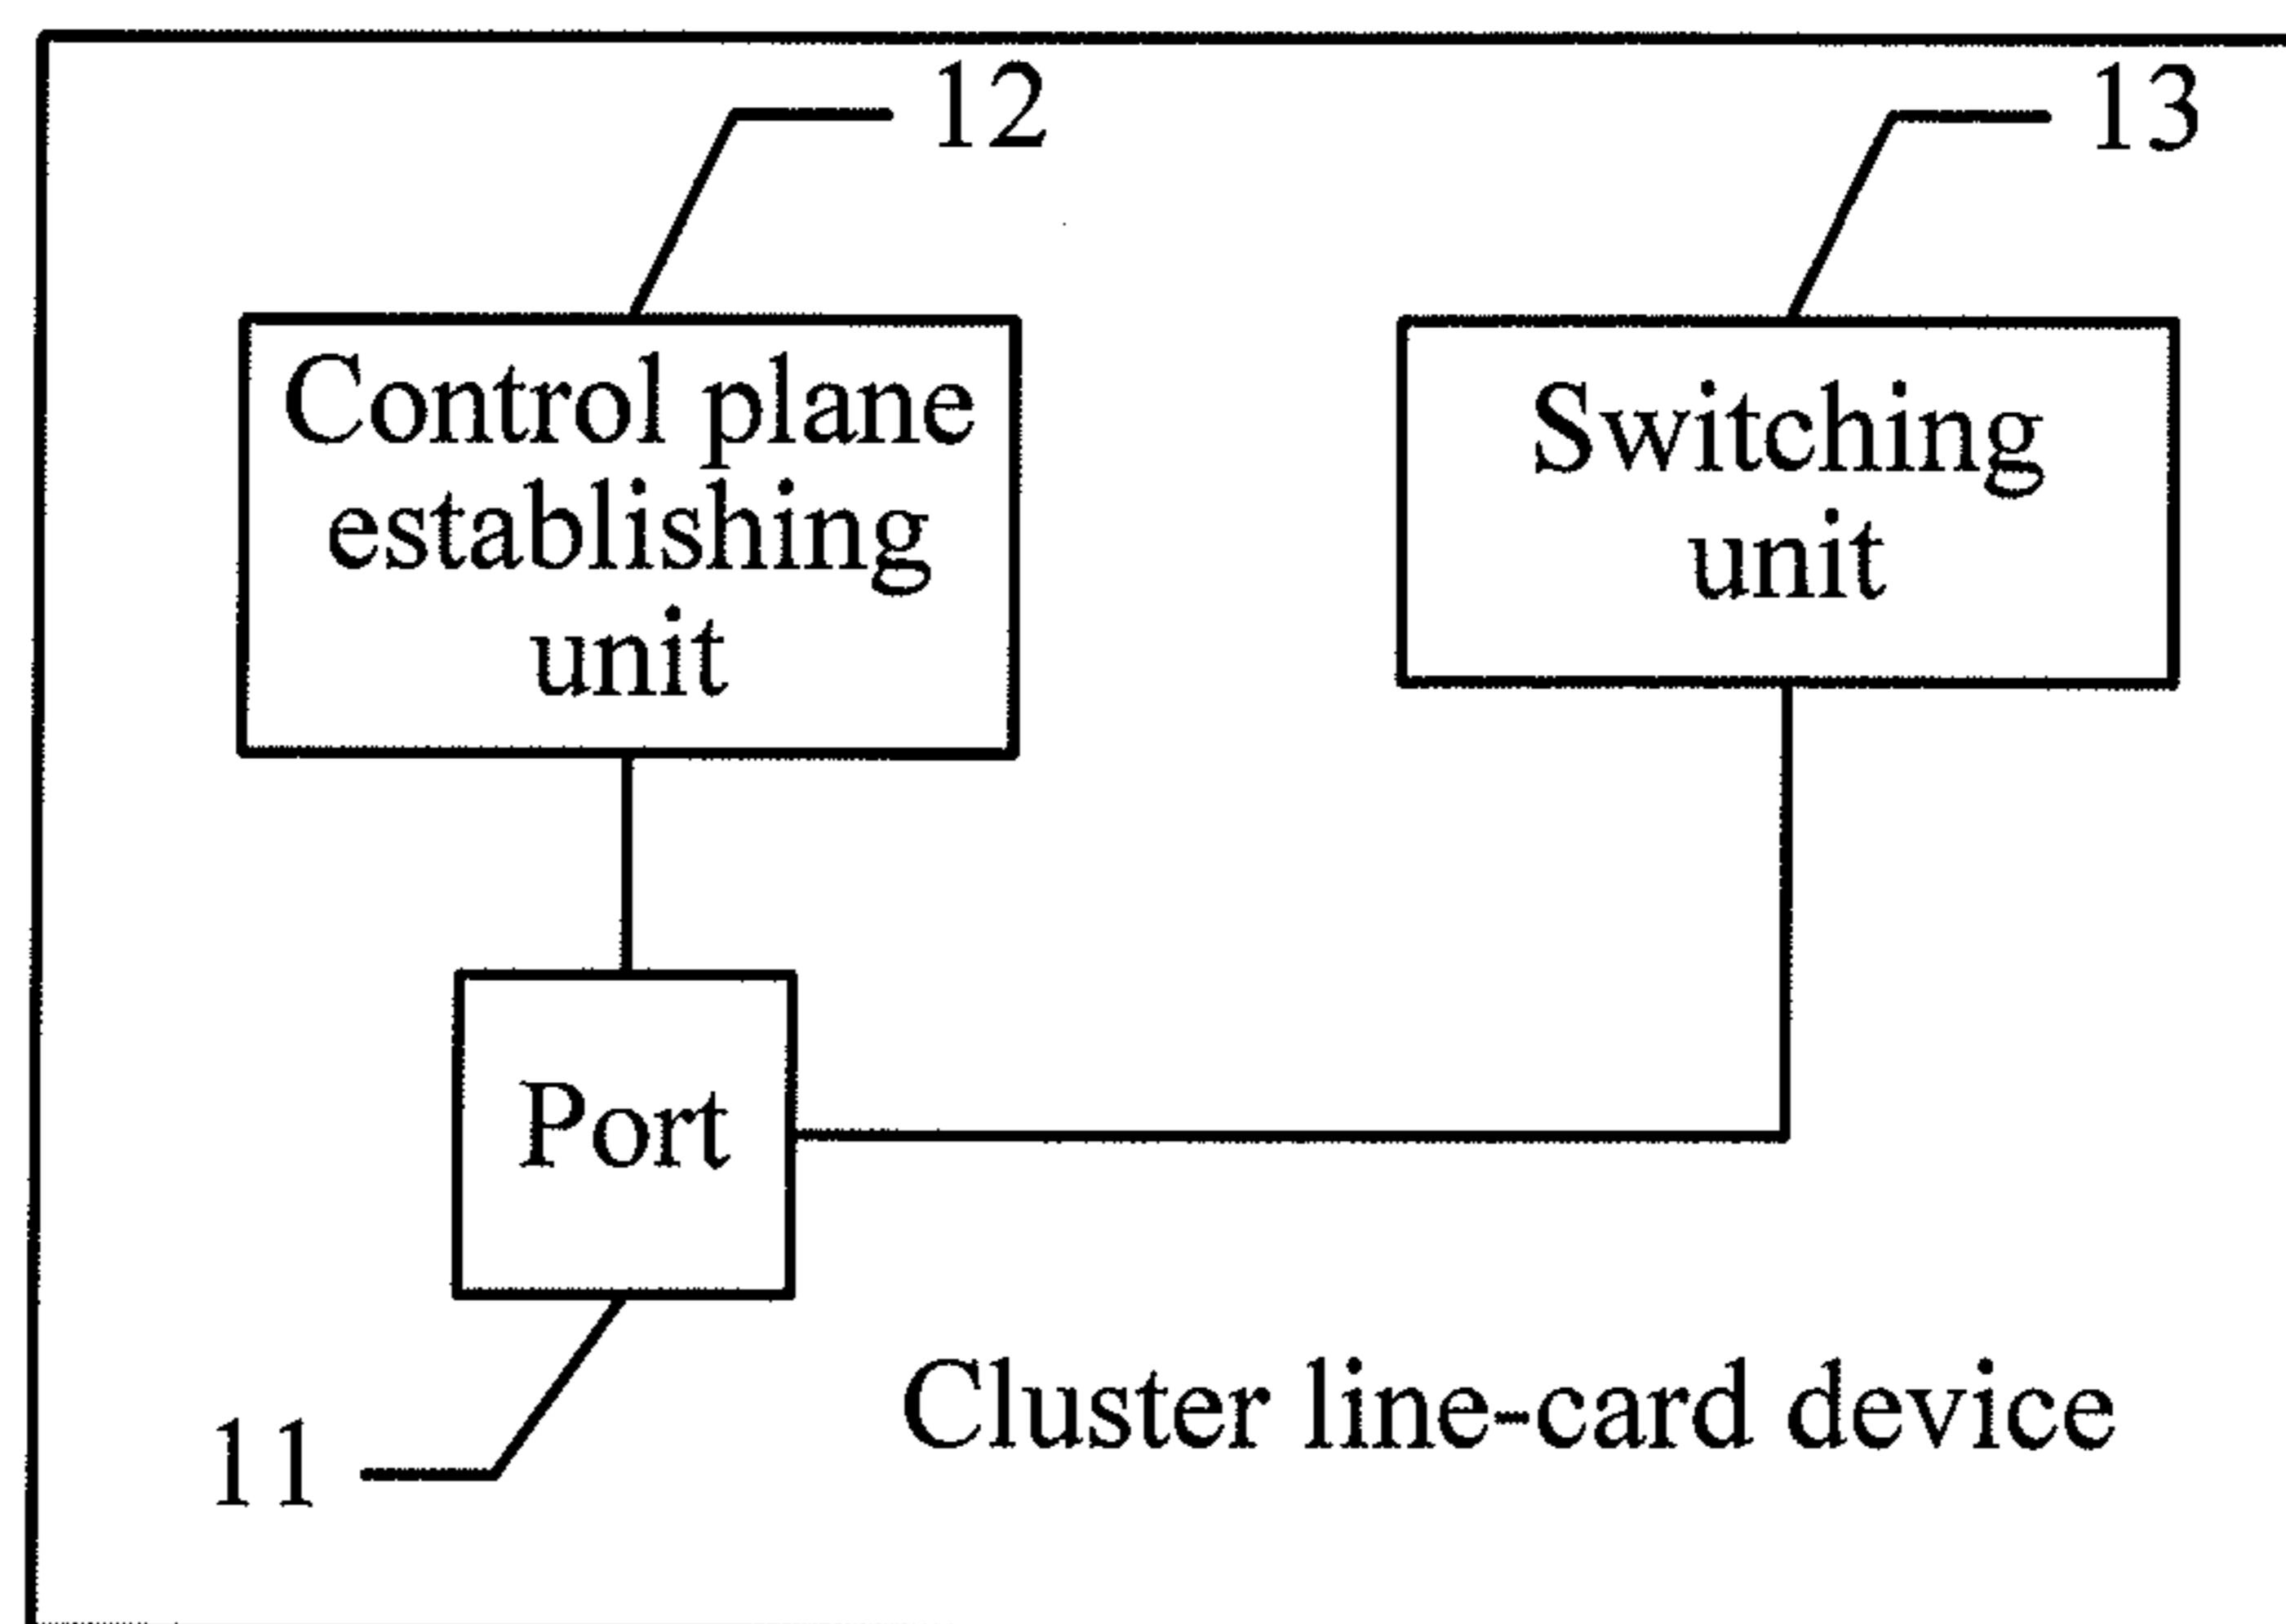 12
13
Control plane
establishing
unit
Switching
unit
Port
11
Cluster line-card device